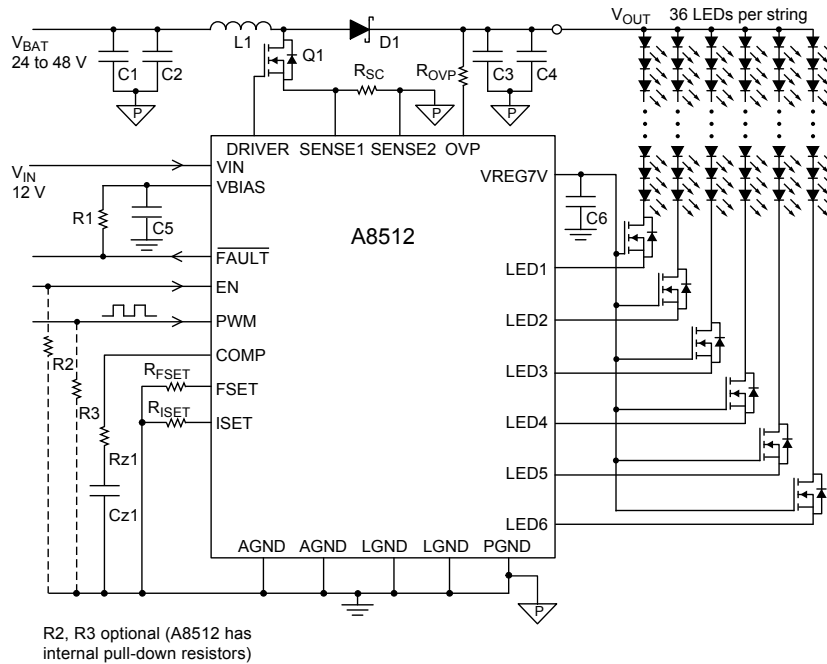 V_OUT 36 LEDs per string
V_BAT
24 to 48 V
L1
Q1
D1
C1
C2
R_SC
R_OVP
C3
C4
P
P
P
DRIVER SENSE1 SENSE2 OVP
V_IN
12 V
VIN
VBIAS
VREG7V
R1
C5
C6
A8512
FAULT
LED1
EN
PWM
LED2
COMP
R2
R3
R_FSET
FSET
LED3
R_ISET
ISET
LED4
Rz1
LED5
Cz1
LED6
AGND AGND LGND LGND PGND
P
R2, R3 optional (A8512 has
internal pull-down resistors)